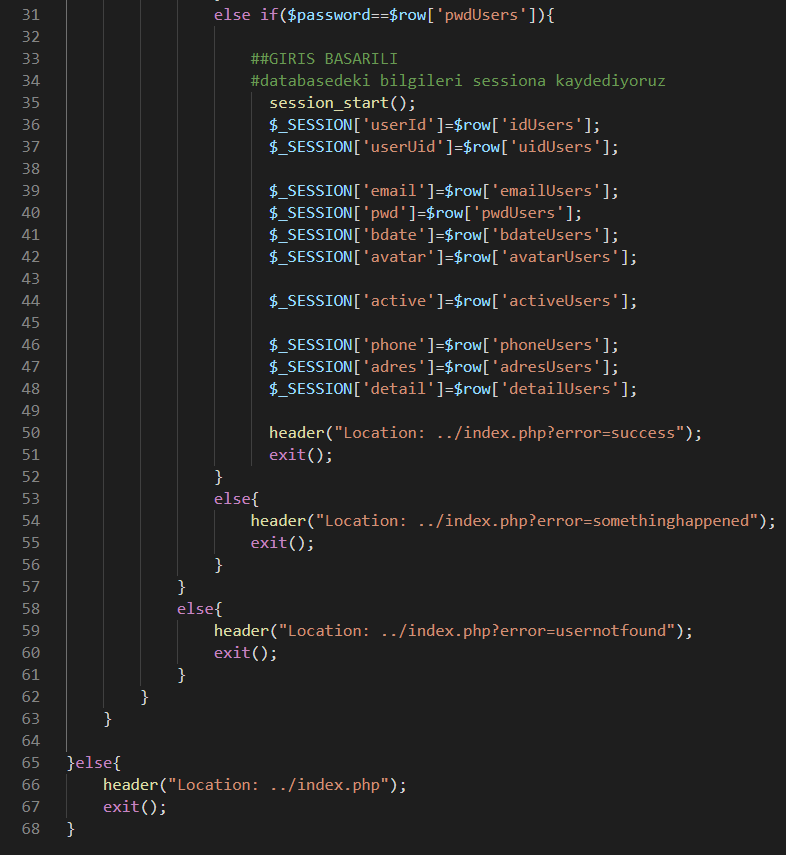 31 else if($password==$row['pwdUsers']){
32
33 ##GIRIS BASARILI
34 #databasedeki bilgileri sessiona kaydediyoruz
35 session_start();
36 $_SESSION['userId']=$row['idUsers'];
37 $_SESSION['userUid']=$row['uidUsers'];
38
39 $_SESSION['email']=$row['emailUsers'];
40 $_SESSION['pwd']=$row['pwdUsers'];
41 $_SESSION['bdate']=$row['bdateUsers'];
42 $_SESSION['avatar']=$row['avatarUsers'];
43
44 $_SESSION['active']=$row['activeUsers'];
45
46 $_SESSION['phone']=$row['phoneUsers'];
47 $_SESSION['adres']=$row['adresUsers'];
48 $_SESSION['detail']=$row['detailUsers'];
49
50 header("Location: ../index.php?error=success");
51 exit();
52 }
53 else{
54 header("Location: ../index.php?error=somethinghappened");
55 exit();
56 }
57 }
58 else{
59 header("Location: ../index.php?error=usernotfound");
60 exit();
61 }
62 }
63 }
64
65 }else{
66 header("Location: ../index.php");
67 exit();
68 }